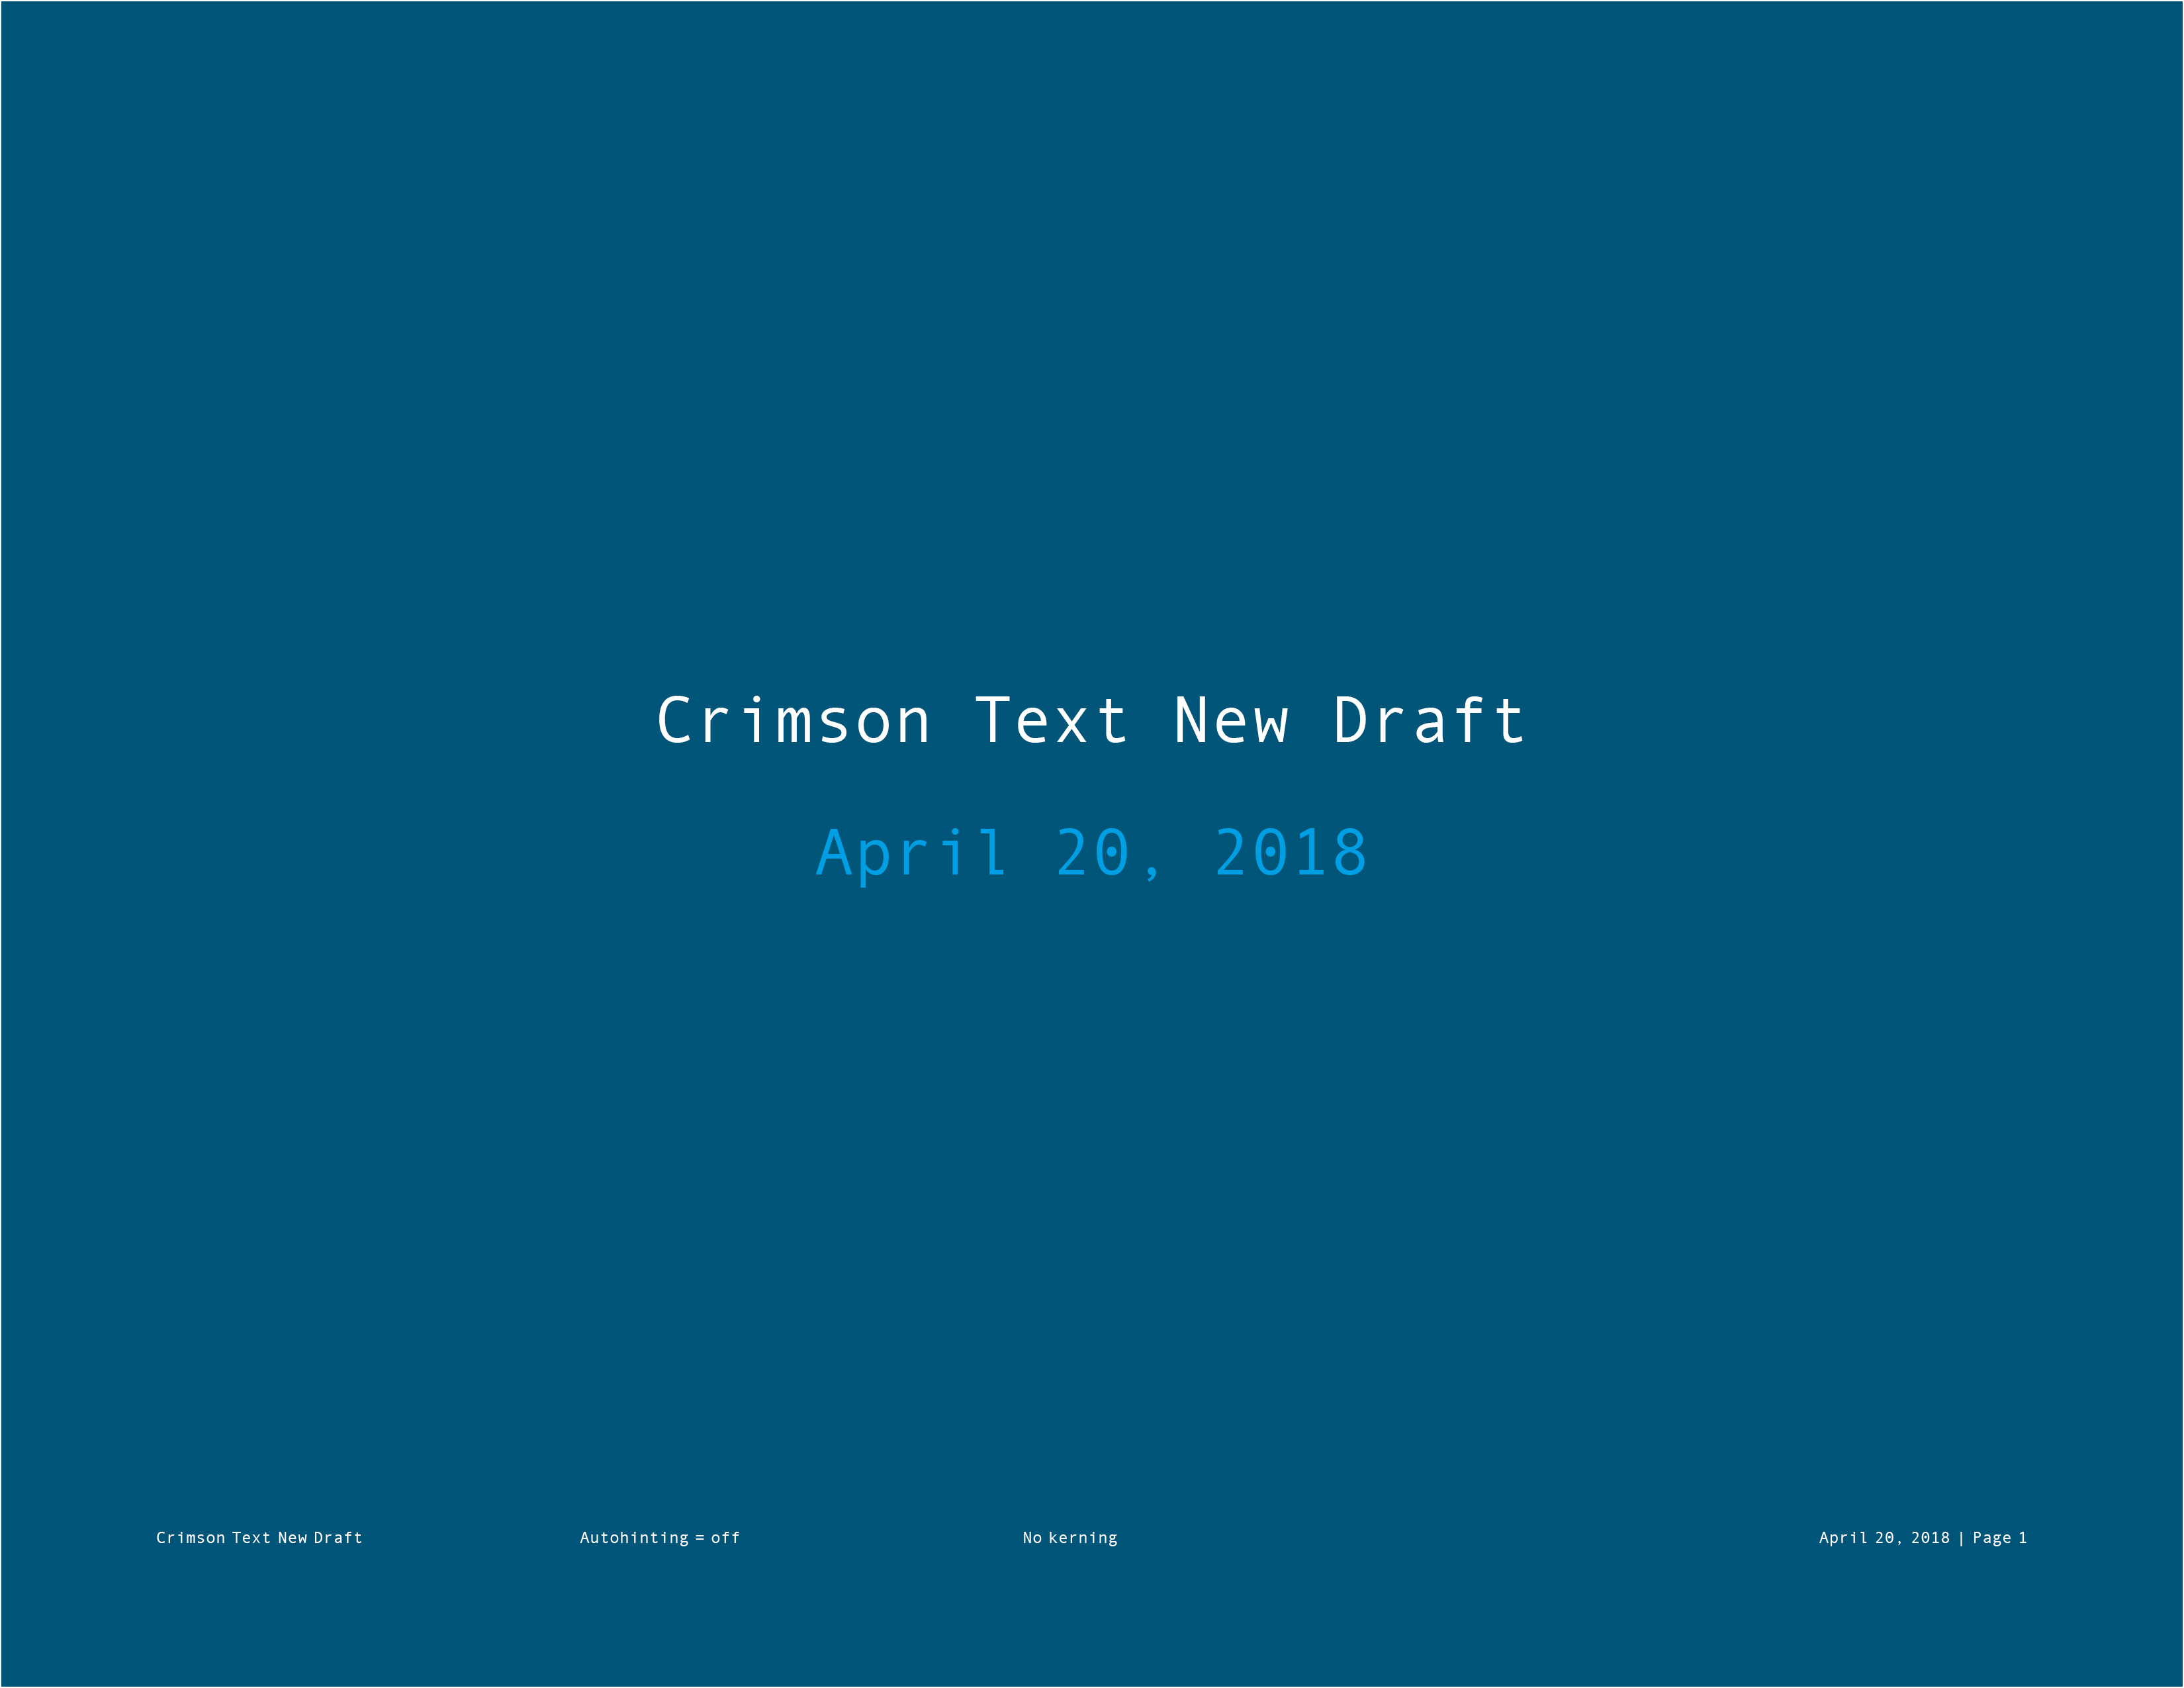 Crimson Text New Draft
April 20, 2018
Crimson Text New Draft Autohinting = off No kerning April 20, 2018 | Page 1